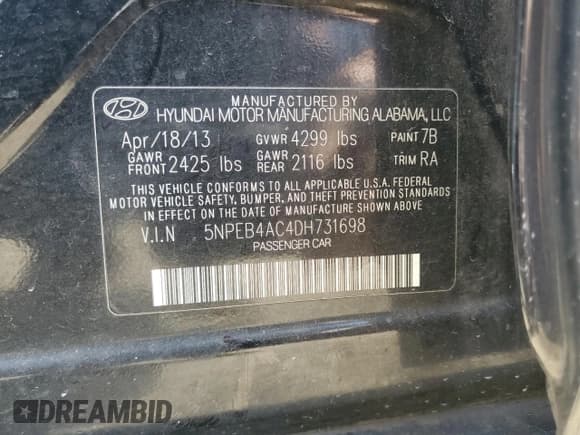 MANUFACTURED BY
HYUNDAI MOTOR MANUFACTURING ALABAMA, LLC
Apr/18/13 GVWR 4299 lbs PAINT 7B
GAWR FRONT 2425 lbs GAWR REAR 2116 lbs TRIM RA
THIS VEHICLE CONFORMS TO ALL APPLICABLE U.S.A. FEDERAL
MOTOR VEHICLE SAFETY, BUMPER, AND THEFT PREVENTION STANDARDS
IN EFFECT ON THE DATE OF MANUFACTURE SHOWN ABOVE.
V.I.N 5NPEB4AC4DH731698
PASSENGER CAR
DREAMBID